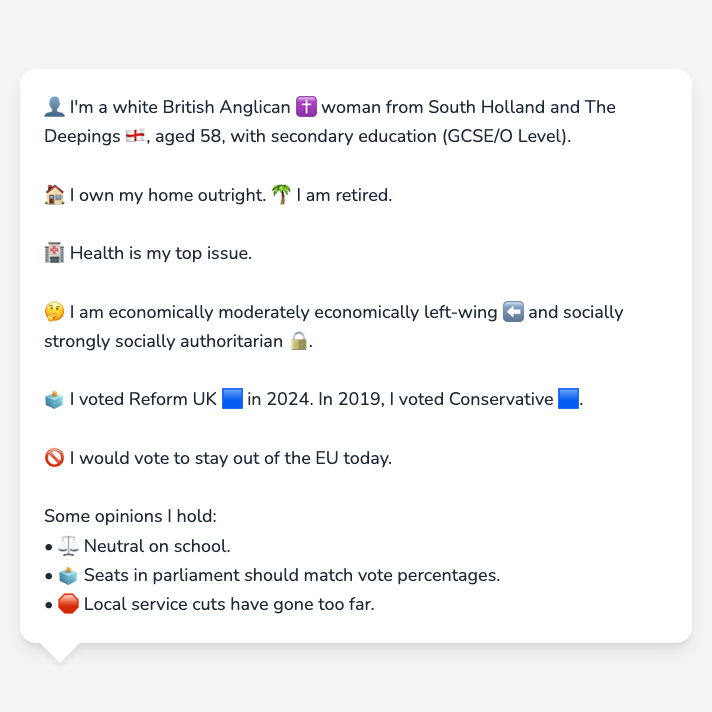 👤 I'm a white British Anglican ✝️ woman from South Holland and The
Deepings 🏴󠁧󠁢󠁥󠁮󠁧󠁿, aged 58, with secondary education (GCSE/O Level).
🏠 I own my home outright. 🌴 I am retired.
🏥 Health is my top issue.
🤔 I am economically moderately economically left-wing ⬅️ and socially
strongly socially authoritarian 🔒.
🗳️ I voted Reform UK 🟦 in 2024. In 2019, I voted Conservative 🟦.
🚫 I would vote to stay out of the EU today.
Some opinions I hold:
• ⚖️ Neutral on school.
• 🗳️ Seats in parliament should match vote percentages.
• 🛑 Local service cuts have gone too far.